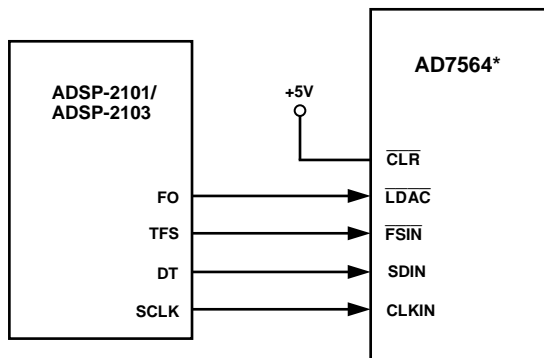 ADSP-2101/
ADSP-2103
FO
TFS
DT
SCLK
+5V
AD7564*
CLR
LDAC
FSIN
SDIN
CLKIN